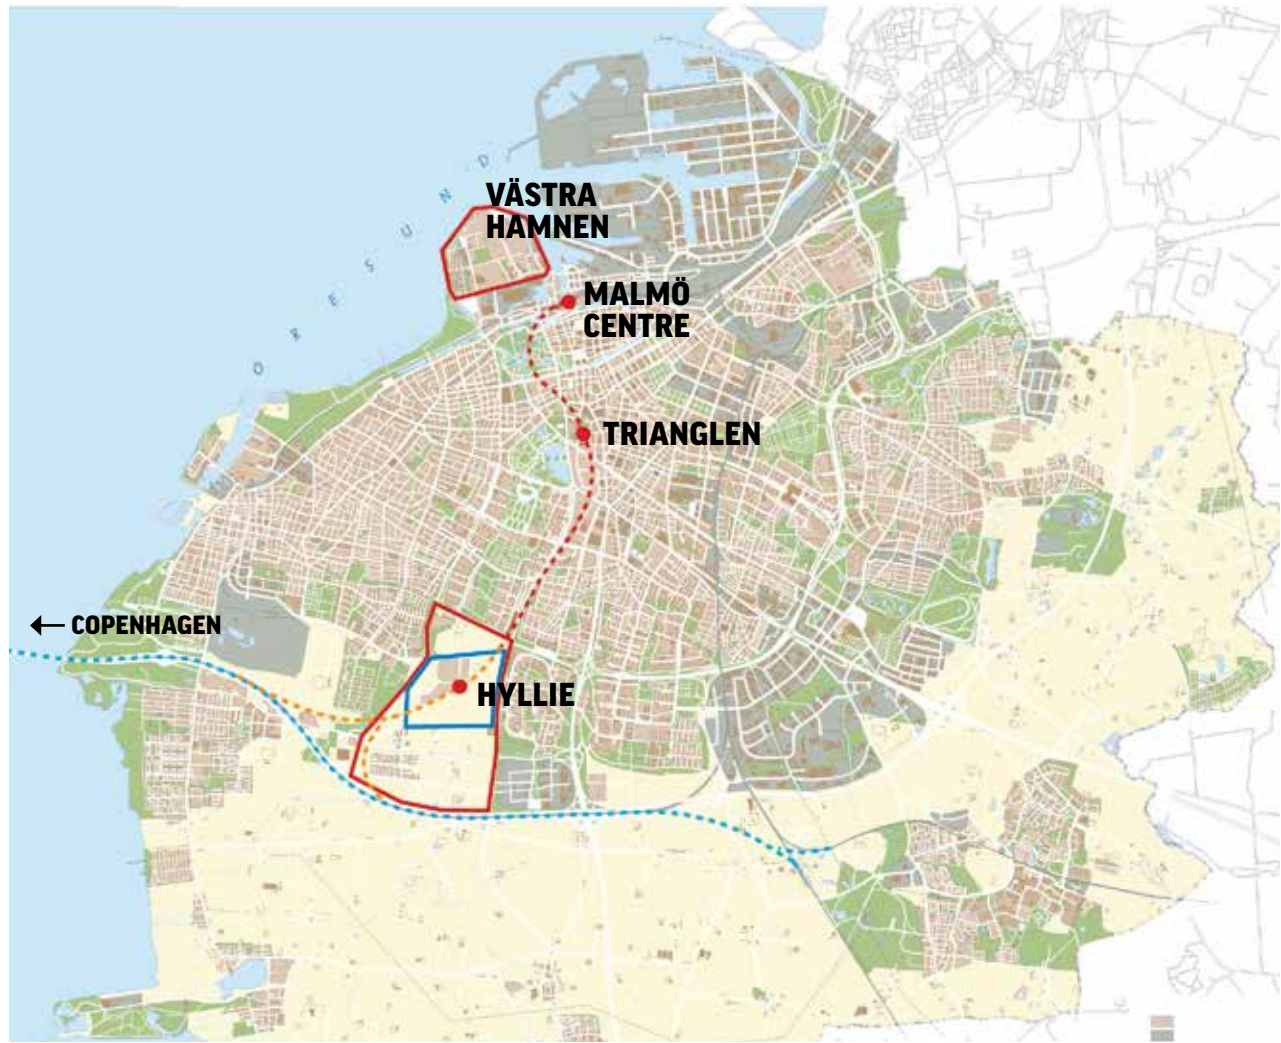 VÄSTRA
HAMNEN
MALMÖ
CENTRE
ÖRESUND
TRIANGLEN
← COPENHAGEN
HYLLIE